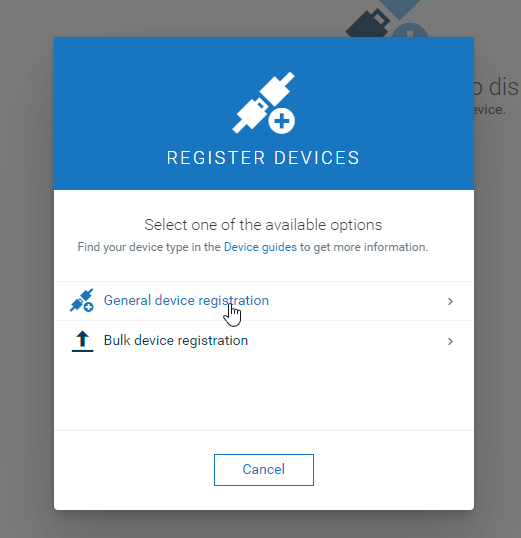 REGISTER DEVICES
Select one of the available options
Find your device type in the Device guides to get more information.
General device registration
Bulk device registration
Cancel
o dis
evice.